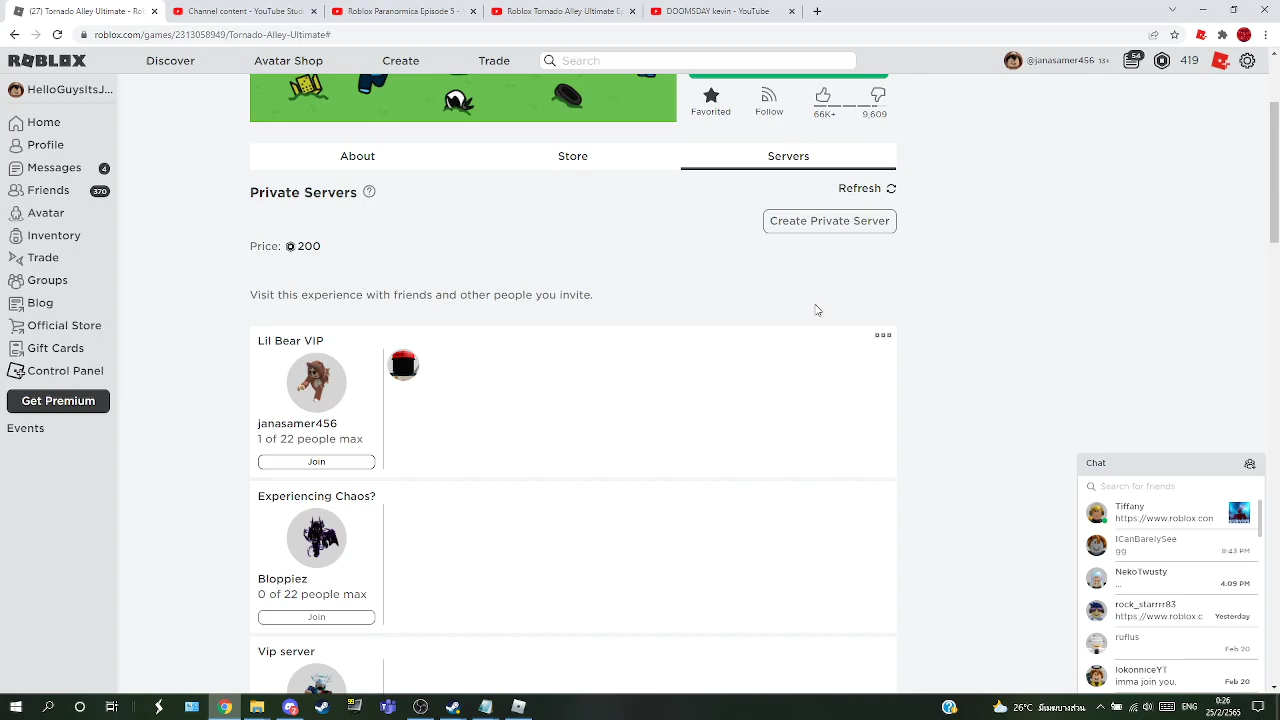 (27) Tornado Alley Ultimate - Rob
Channel content - YouTube Studi
Roblox Paranormica Episode 5 -
Roblox Tornado Alley Ultimate Ep
DOOMSDAY kevin - YouTube
roblox.com/games/2313058949/Tornado-Alley-Ultimate#
ROBLOX
Discover
Avatar Shop
Create
Trade
Search
@janasamer456 13+
419
HelloGuysItsJ...
Home
Profile
Messages
4
Friends
370
Avatar
Inventory
Trade
Groups
Blog
Official Store
Gift Cards
Control Panel
Get Premium
Events
Favorited
Follow
66K+
9,609
About
Store
Servers
Private Servers
Refresh
Create Private Server
Price: 200
Visit this experience with friends and other people you invite.
Lil Bear VIP
janasamer456
1 of 22 people max
Join
Experiencing Chaos?
Bloppiez
0 of 22 people max
Join
Vip server
Chat
Search for friends
Tiffany
https://www.roblox.con
ICanBarelySee
gg
8:43 PM
NekoTwusty
...
4:09 PM
rock_starrrr83
https://www.roblox.c
Yesterday
ruflus
Feb 20
IokonniceYT
imma join you.
Feb 20
26°C
ENG
0:26
25/2/2565